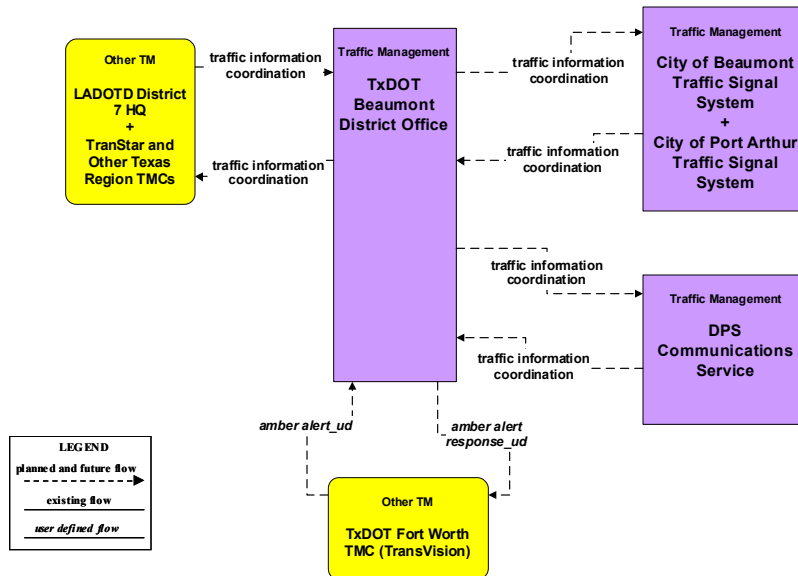 Other TM
LADOTD District
7 HQ
+
TranStar and
Other Texas
Region TMCs
traffic information
coordination
traffic information
coordination
Traffic Management
TxDOT
Beaumont
District Office
traffic information
coordination
traffic information
coordination
Traffic Management
City of Beaumont
Traffic Signal
System
+
City of Port Arthur
Traffic Signal
System
traffic information
coordination
traffic information
coordination
Traffic Management
DPS
Communications
Service
amber alert_ud
amber alert
response_ud
Other TM
TxDOT Fort Worth
TMC (TransVision)
LEGEND
planned and future flow
existing flow
user defined flow